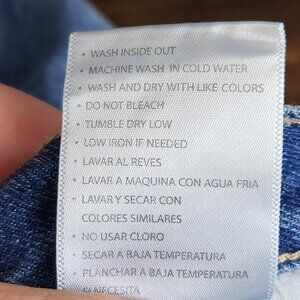 • WASH INSIDE OUT
• MACHINE WASH IN COLD WATER
• WASH AND DRY WITH LIKE COLORS
• DO NOT BLEACH
• TUMBLE DRY LOW
• LOW IRON IF NEEDED
• LAVAR AL REVES
• LAVAR A MAQUINA CON AGUA FRIA
• LAVAR Y SECAR CON
COLORES SIMILARES
• NO USAR CLORO
• SECAR A BAJA TEMPERATURA
• PLANCHAR A BAJA TEMPERATURA
SI NECESITA